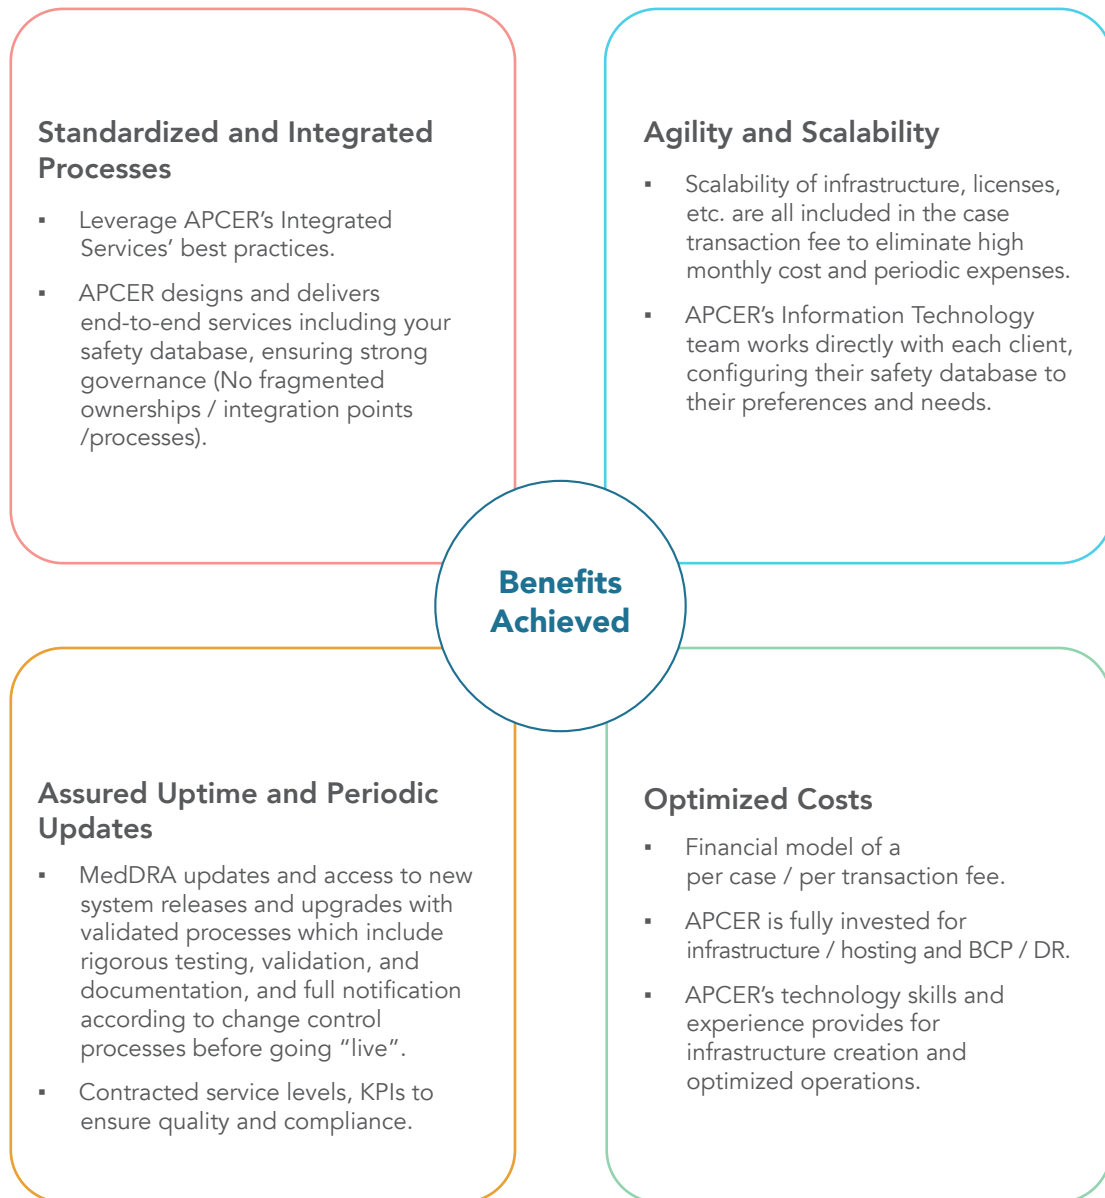 Standardized and Integrated
Processes
▪ Leverage APCER’s Integrated
Services’ best practices.
▪ APCER designs and delivers
end-to-end services including your
safety database, ensuring strong
governance (No fragmented
ownerships / integration points
/processes).
Agility and Scalability
▪ Scalability of infrastructure, licenses,
etc. are all included in the case
transaction fee to eliminate high
monthly cost and periodic expenses.
▪ APCER’s Information Technology
team works directly with each client,
configuring their safety database to
their preferences and needs.
Benefits
Achieved
Assured Uptime and Periodic
Updates
▪ MedDRA updates and access to new
system releases and upgrades with
validated processes which include
rigorous testing, validation, and
documentation, and full notification
according to change control
processes before going “live”.
▪ Contracted service levels, KPIs to
ensure quality and compliance.
Optimized Costs
▪ Financial model of a
per case / per transaction fee.
▪ APCER is fully invested for
infrastructure / hosting and BCP / DR.
▪ APCER’s technology skills and
experience provides for
infrastructure creation and
optimized operations.